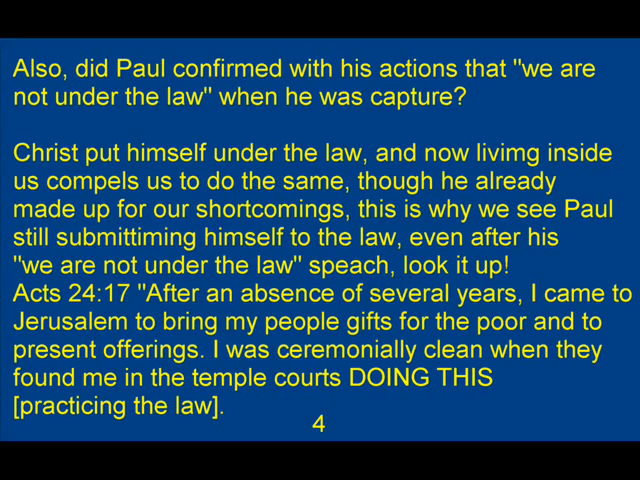 Also, did Paul confirmed with his actions that "we are
not under the law" when he was capture?
Christ put himself under the law, and now livimg inside
us compels us to do the same, though he already
made up for our shortcomings, this is why we see Paul
still submittiming himself to the law, even after his
"we are not under the law" speach, look it up!
Acts 24:17 "After an absence of several years, I came to
Jerusalem to bring my people gifts for the poor and to
present offerings. I was ceremonially clean when they
found me in the temple courts DOING THIS
[practicing the law].
4